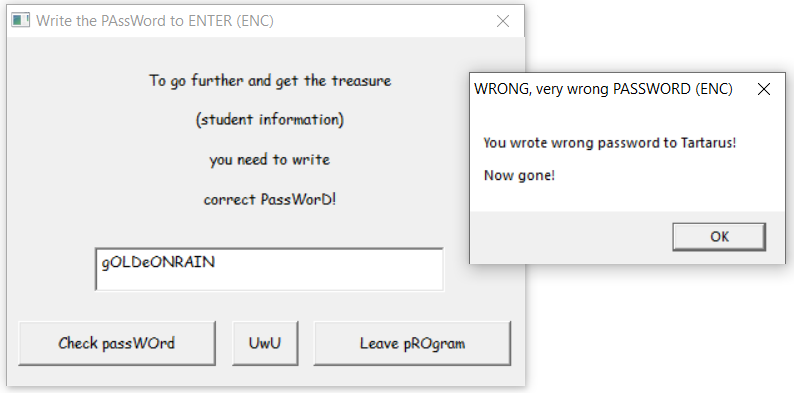 Write the PAssWord to ENTER (ENC)
To go further and get the treasure
(student information)
you need to write
correct PassWorD!
gOLDeONRAIN
Check passWOrd
UwU
Leave pROgram
WRONG, very wrong PASSWORD (ENC)
You wrote wrong password to Tartarus!
Now gone!
OK